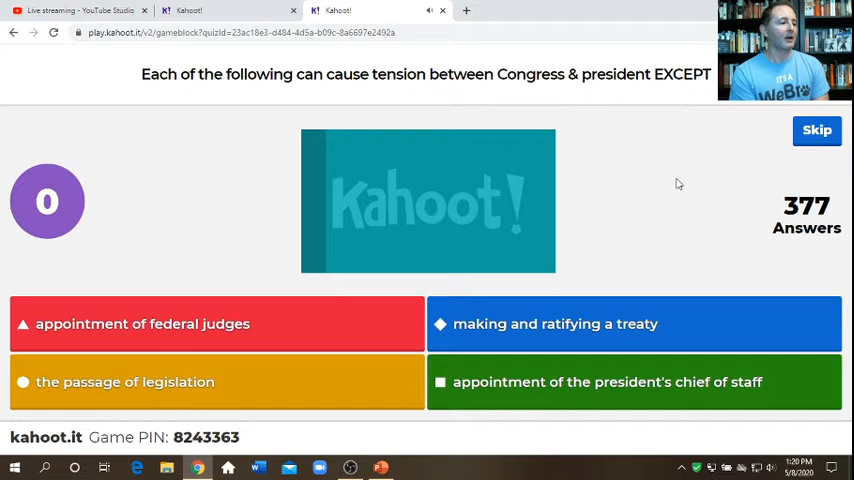 Live streaming - YouTube Studio
Kahoot!
Kahoot!
play.kahoot.it/v2/gameblock?quizId=23ac18e3-d484-4d5a-b09c-8a6697e2492a
Each of the following can cause tension between Congress & president EXCEPT
IT'S A
WeBro
Skip
0
Kahoot!
377
Answers
appointment of federal judges
making and ratifying a treaty
the passage of legislation
appointment of the president's chief of staff
kahoot.it Game PIN: 8243363
1:20 PM
5/8/2020